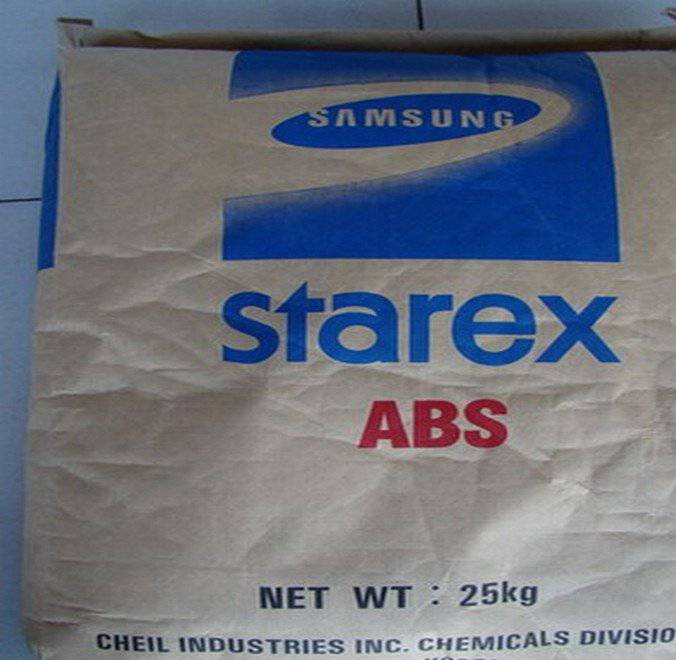 SAMSUNG
starex
ABS
NET WT : 25kg
CHEIL INDUSTRIES INC. CHEMICALS DIVISIO